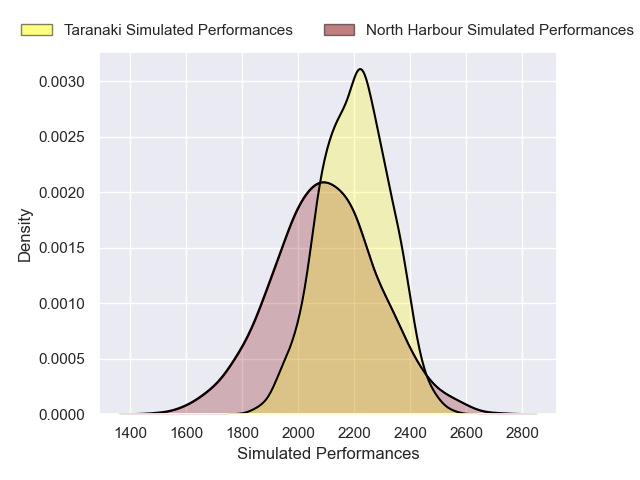 Taranaki Simulated Performances North Harbour Simulated Performances
0.0030
0.0025
0.0020
0.0015
0.0010
0.0005
0.0000
Density
1400 1600 1800 2000 2200 2400 2600 2800
Simulated Performances